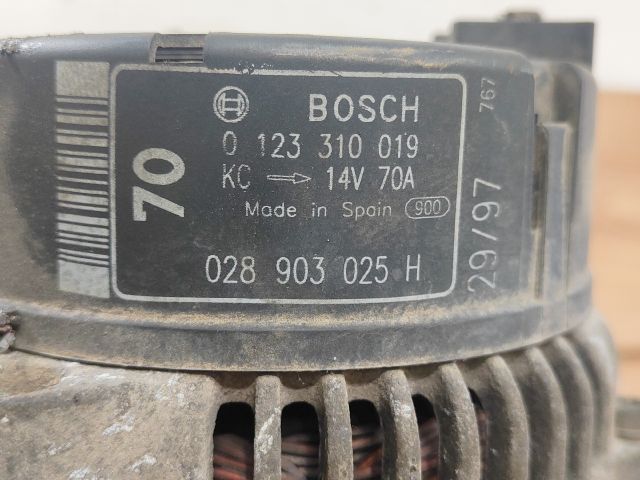 70
BOSCH
0 123 310 019
KC → 14V 70A
Made in Spain 900
028 903 025 H
29/97
767